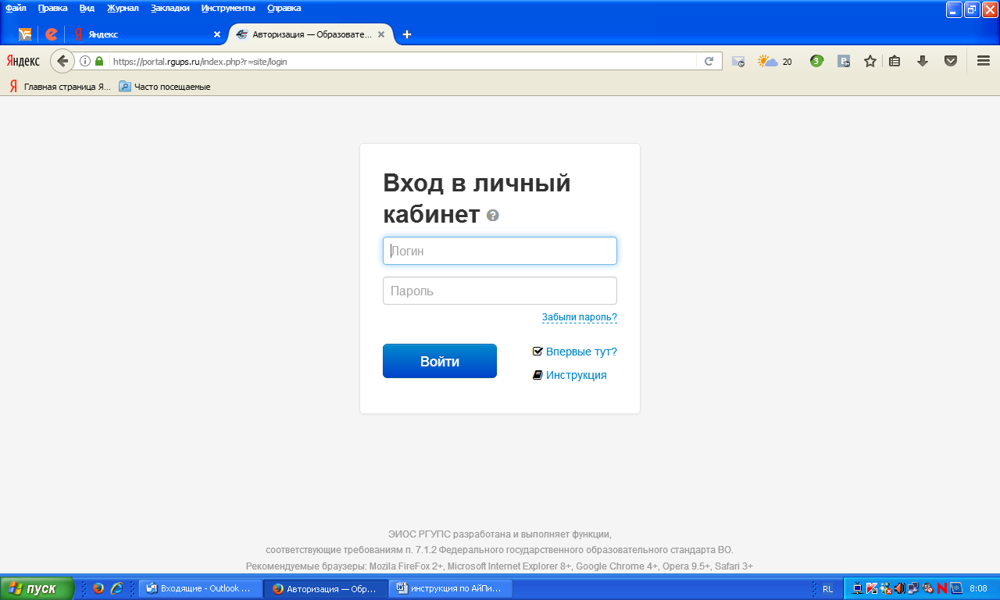 Файл Правка Вид Журнал Закладки Инструменты Справка
Яндекс
Авторизация — Образовате...
Яндекс
https://portal.rgups.ru/index.php?r=site/login
20
3
Главная страница Я...
Часто посещаемые
Вход в личный
кабинет ?
Логин
Пароль
Забыли пароль?
Войти
Впервые тут?
Инструкция
ЭИОС РГУПС разработана и выполняет функции,
соответствующие требованиям п. 7.1.2 Федерального государственного образовательного стандарта ВО.
Рекомендуемые браузеры: Mozila FireFox 2+, Microsoft Internet Explorer 8+, Google Chrome 4+, Opera 9.5+, Safari 3+
пуск
Входящие - Outlook ...
Авторизация — Обр...
инструкция по АйПи...
RL
8:08